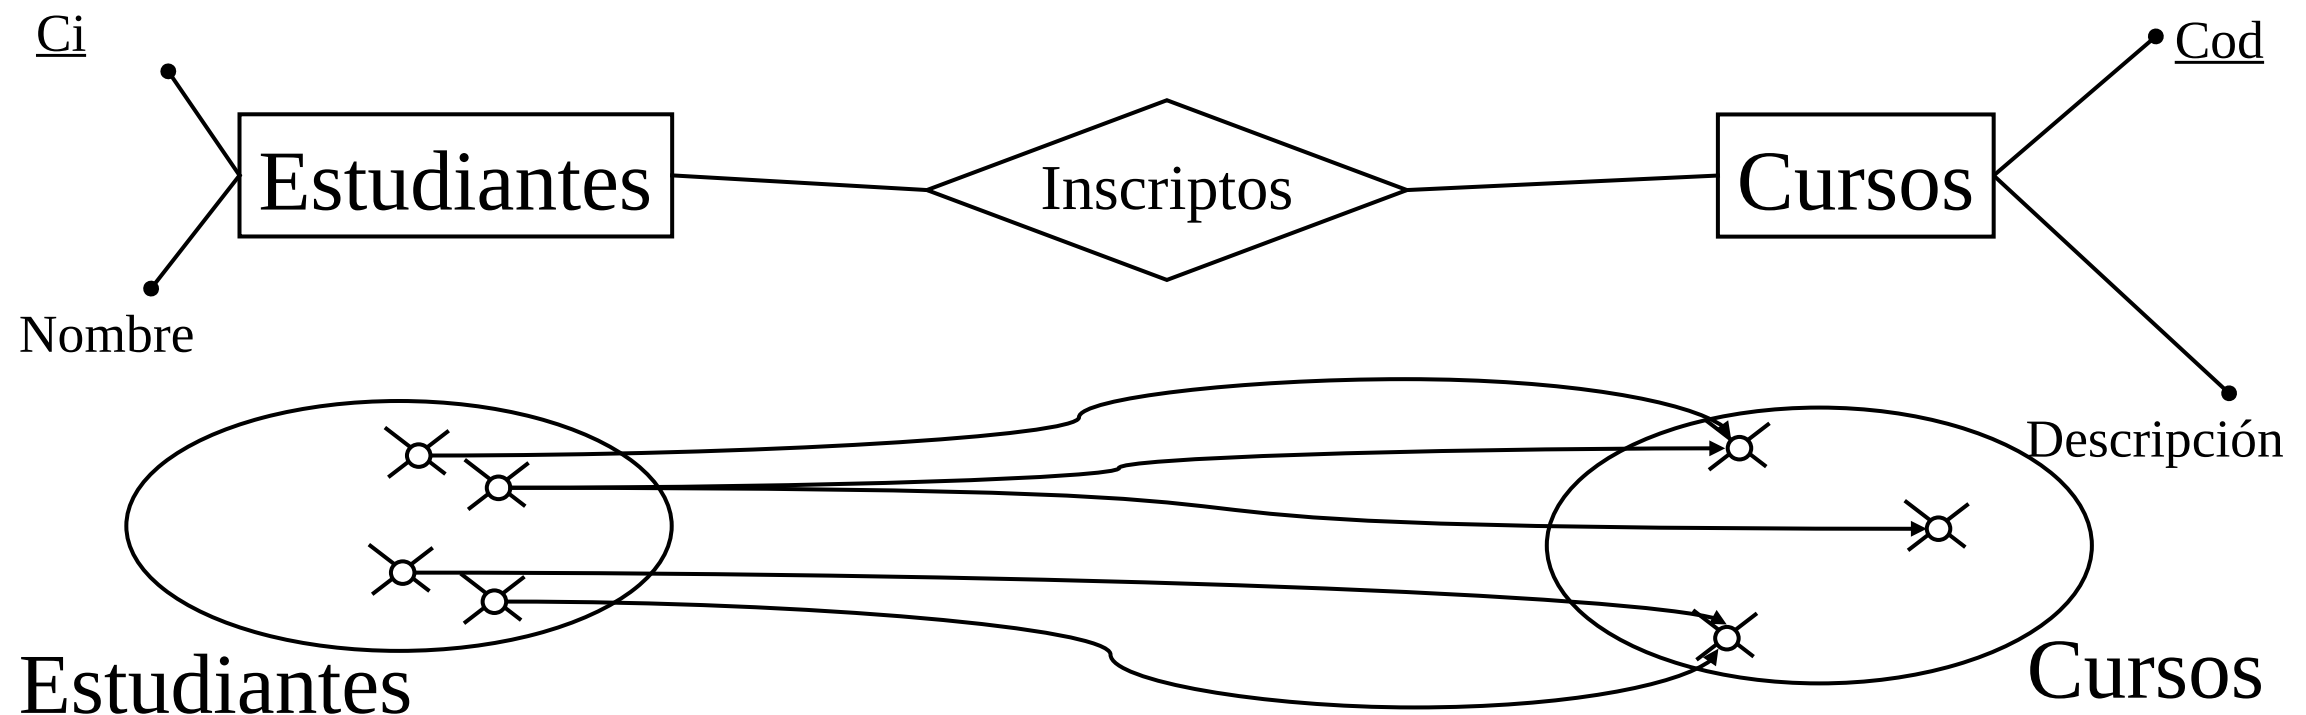 Ci
Cod
Estudiantes
Inscriptos
Cursos
Nombre
Descripción
Estudiantes
Cursos